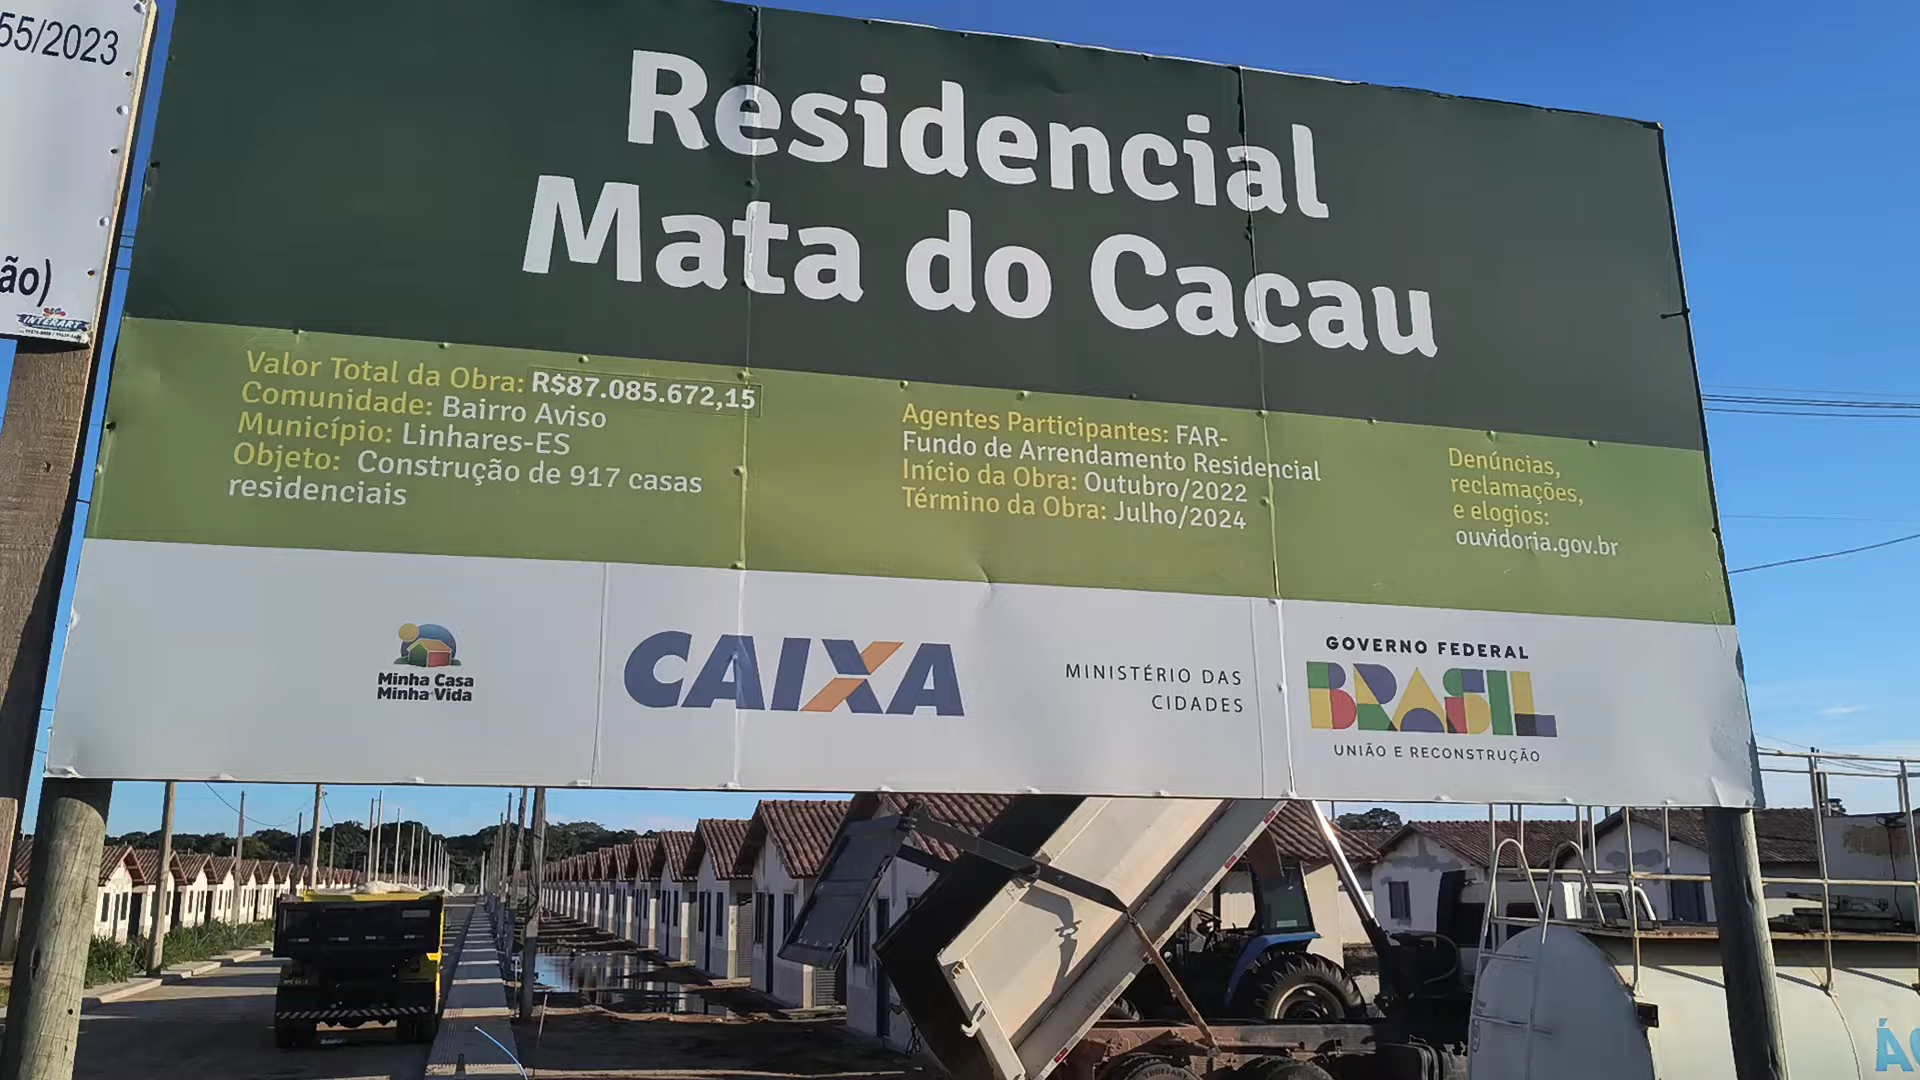 55/2023
ão)
INTERART
Residencial
Mata do Cacau
Valor Total da Obra: R$87.085.672,15
Comunidade: Bairro Aviso
Município: Linhares-ES
Objeto: Construção de 917 casas
residenciais
Agentes Participantes: FAR-
Fundo de Arrendamento Residencial
Início da Obra: Outubro/2022
Término da Obra: Julho/2024
Denúncias,
reclamações,
e elogios:
ouvidoria.gov.br
Minha Casa
Minha Vida
CAIXA
MINISTÉRIO DAS
CIDADES
GOVERNO FEDERAL
BRASIL
UNIÃO E RECONSTRUÇÃO